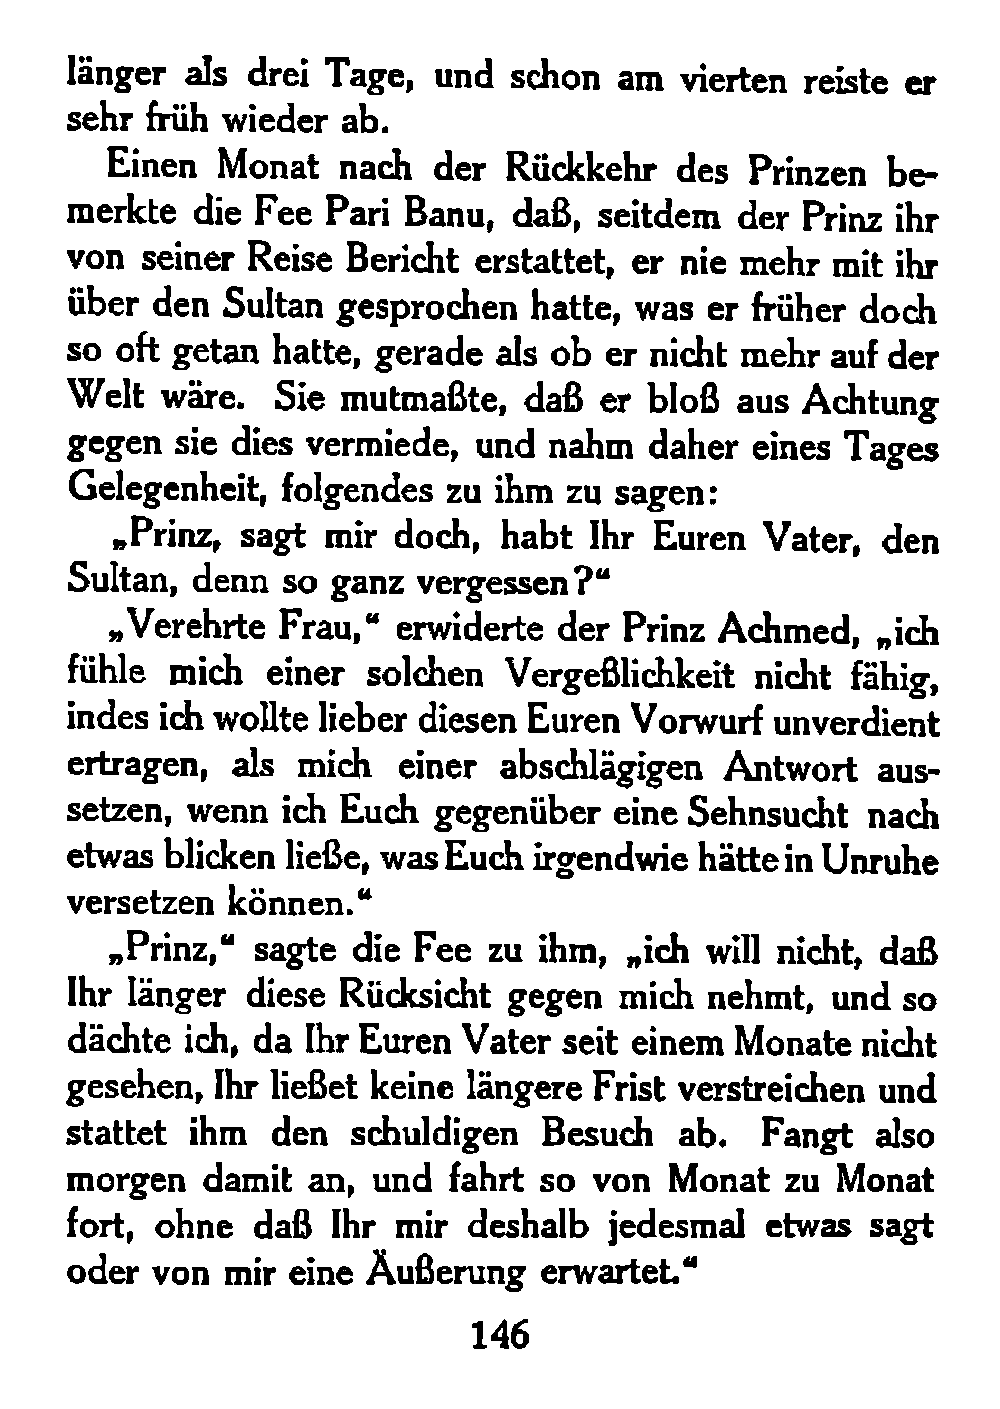 länger als drei Tage, und schon am vierten reiste er
sehr früh wieder ab.
Einen Monat nach der Rückkehr des Prinzen be-
merkte die Fee Pari Banu, daß, seitdem der Prinz ihr
von seiner Reise Bericht erstattet, er nie mehr mit ihr
über den Sultan gesprochen hatte, was er früher doch
so oft getan hatte, gerade als ob er nicht mehr auf der
Welt wäre. Sie mutmaßte, daß er bloß aus Achtung
gegen sie dies vermiede, und nahm daher eines Tages
Gelegenheit, folgendes zu ihm zu sagen:
„Prinz, sagt mir doch, habt Ihr Euren Vater, den
Sultan, denn so ganz vergessen?“
„Verehrte Frau,“ erwiderte der Prinz Achmed, „ich
fühle mich einer solchen Vergeßlichkeit nicht fähig,
indes ich wollte lieber diesen Euren Vorwurf unverdient
ertragen, als mich einer abschlägigen Antwort aus-
setzen, wenn ich Euch gegenüber eine Sehnsucht nach
etwas blicken ließe, was Euch irgendwie hätte in Unruhe
versetzen können.“
„Prinz,“ sagte die Fee zu ihm, „ich will nicht, daß
Ihr länger diese Rücksicht gegen mich nehmt, und so
dächte ich, da Ihr Euren Vater seit einem Monate nicht
gesehen, Ihr ließet keine längere Frist verstreichen und
stattet ihm den schuldigen Besuch ab. Fangt also
morgen damit an, und fahrt so von Monat zu Monat
fort, ohne daß Ihr mir deshalb jedesmal etwas sagt
oder von mir eine Äußerung erwartet.“
146